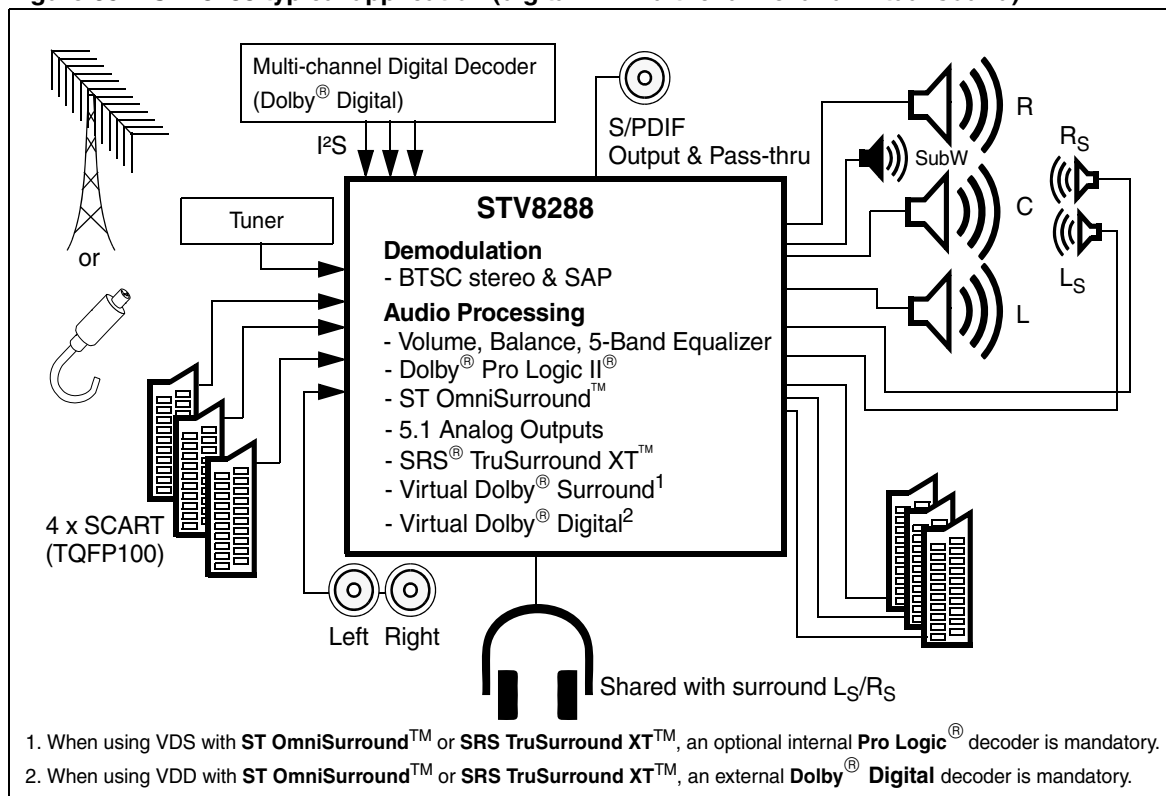 Multi-channel Digital Decoder
(Dolby® Digital)
I²S
S/PDIF
Output & Pass-thru
R
SubW
RS
C
LS
L
Tuner
or
STV8288
Demodulation
- BTSC stereo & SAP
Audio Processing
- Volume, Balance, 5-Band Equalizer
- Dolby® Pro Logic II®
- ST OmniSurround™
- 5.1 Analog Outputs
- SRS® TruSurround XT™
- Virtual Dolby® Surround1
- Virtual Dolby® Digital2
4 x SCART
(TQFP100)
Left Right
Shared with surround LS/RS
1. When using VDS with ST OmniSurround™ or SRS TruSurround XT™, an optional internal Pro Logic® decoder is mandatory.
2. When using VDD with ST OmniSurround™ or SRS TruSurround XT™, an external Dolby® Digital decoder is mandatory.